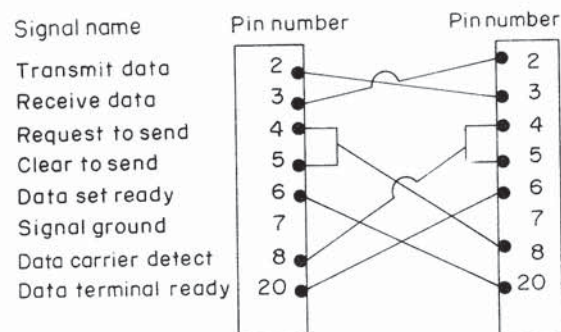 Signal name Pin number Pin number
Transmit data 2 2
Receive data 3 3
Request to send 4 4
Clear to send 5 5
Data set ready 6 6
Signal ground 7 7
Data carrier detect 8 8
Data terminal ready 20 20